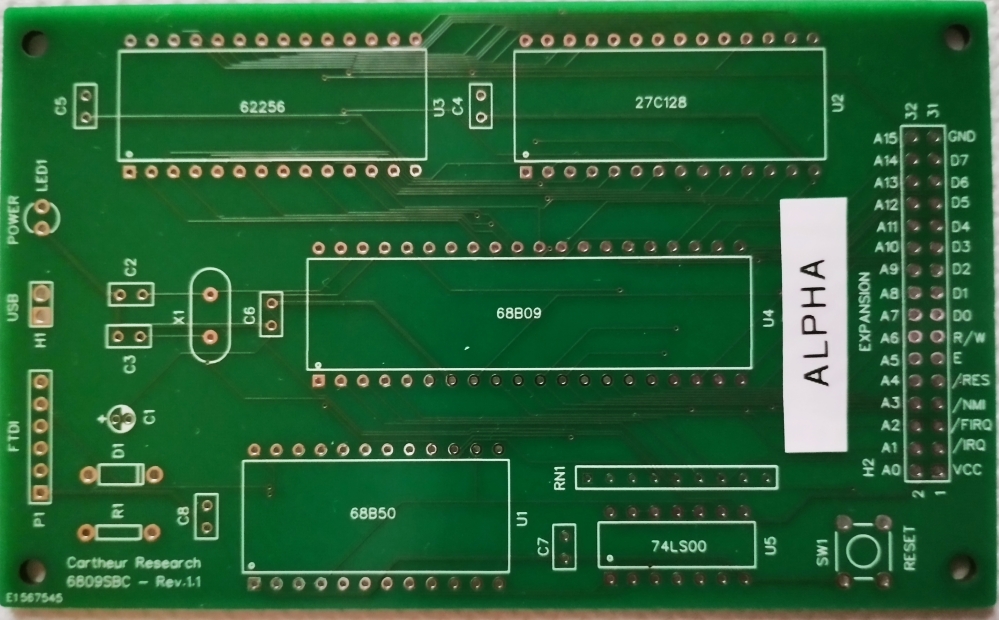 C5
62256
U3
C4
27C128
U2
32
31
A15
GND
A14
D7
A13
D6
A12
D5
A11
D4
A10
D3
A9
D2
A8
D1
A7
D0
A6
R/W
A5
E
A4
/RES
A3
/NMI
A2
/FIRQ
A1
/IRQ
A0
VCC
2
1
EXPANSION
H2
LED1
POWER
C2
USB
H1
X1
C6
C3
68B09
U4
ALPHA
FTDI
P1
+
C1
D1
R1
C8
68B50
U1
RN1
C7
74LS00
U5
SW1
RESET
Cartheur Research
6809SBC - Rev.1.1
E1567545